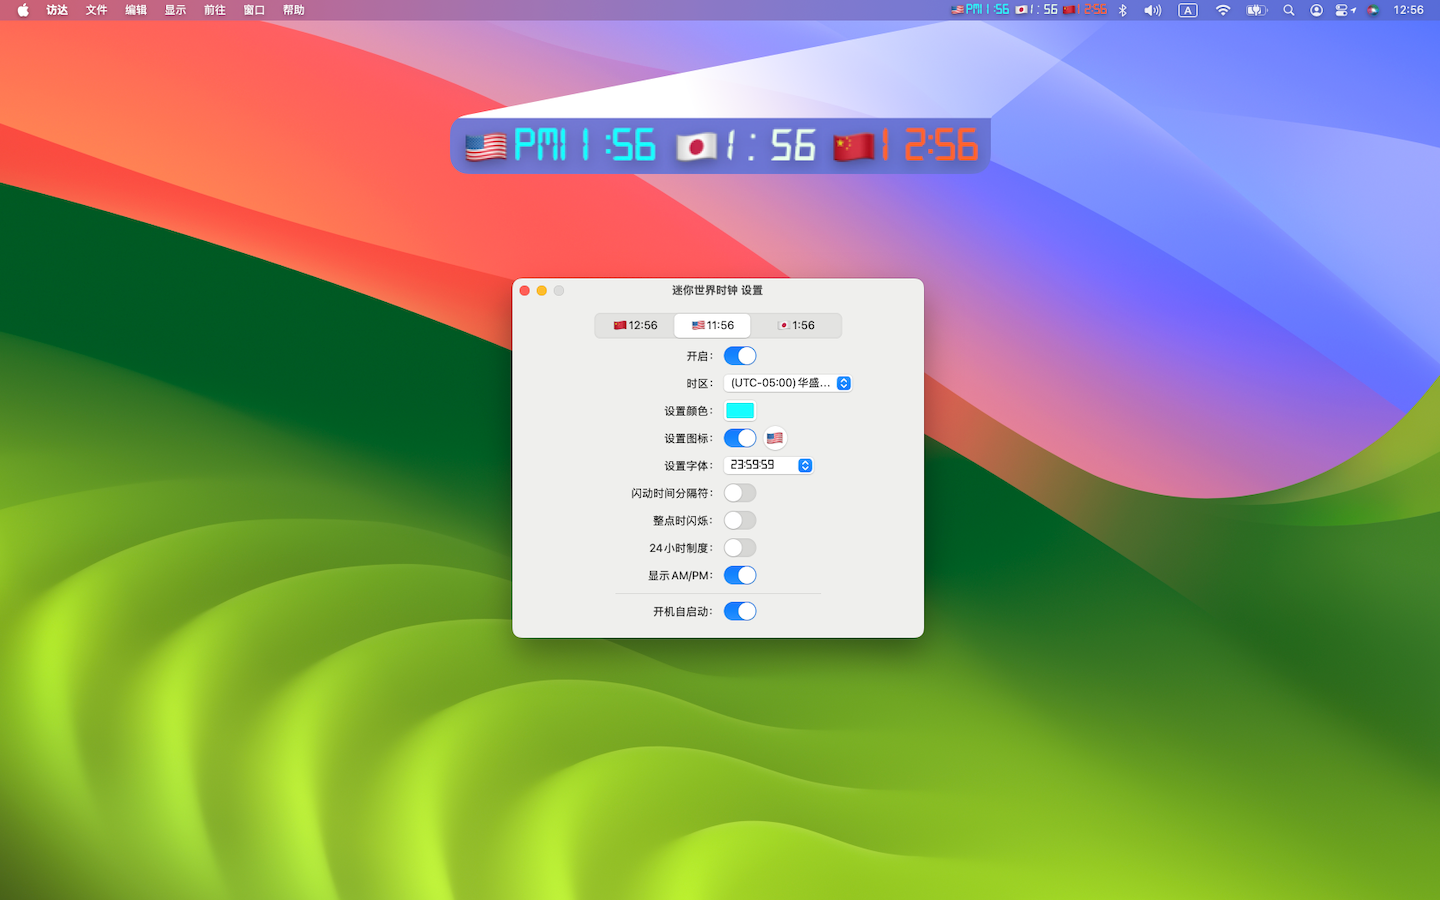 访达 文件 编辑 显示 前往 窗口 帮助 PM11:56 1:56 12:56 A 12:56
PM11:56 1:56 12:56
迷你世界时钟 设置
12:56 11:56 1:56
开启:
时区: (UTC-05:00) 华盛...
设置颜色:
设置图标:
设置字体: 23:59:59
闪动时间分隔符:
整点时闪烁:
24小时制度:
显示 AM/PM:
开机自启动: